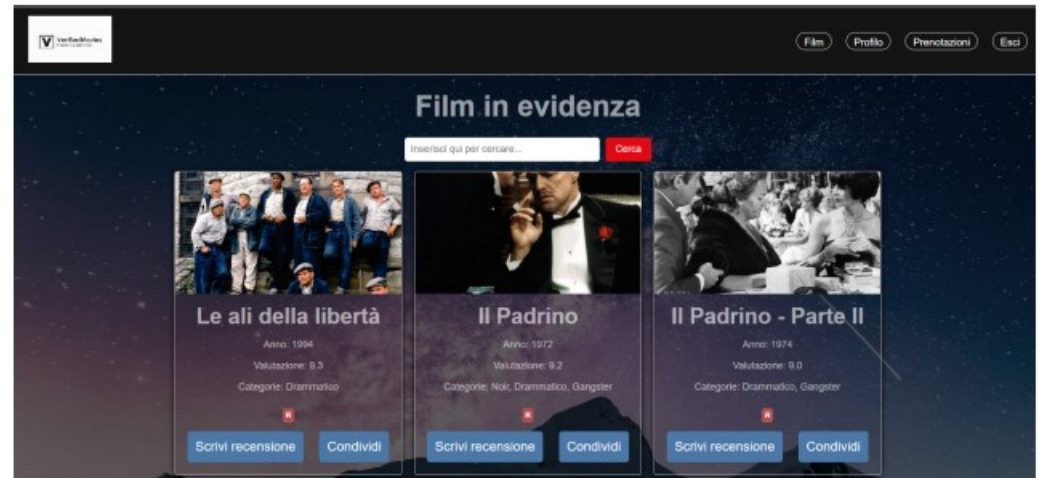 VerifiedMovies
Film Profilo Prenotazioni Esci
Film in evidenza
Inserisci qui per cercare... Cerca
Le ali della libertà
Anno: 1994
Valutazione: 9.3
Categorie: Drammatico
R
Scrivi recensione Condividi
Il Padrino
Anno: 1972
Valutazione: 9.2
Categorie: Noir, Drammatico, Gangster
R
Scrivi recensione Condividi
Il Padrino - Parte II
Anno: 1974
Valutazione: 9.0
Categorie: Drammatico, Gangster
R
Scrivi recensione Condividi